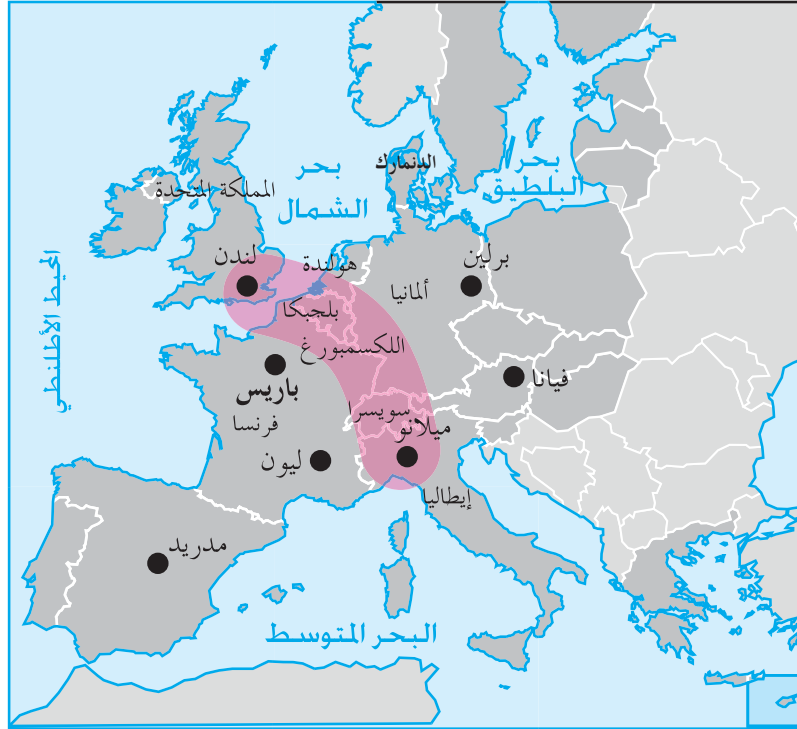 بحر
الشمال
الدنمارك
بحر
البلطيق
المملكة المتحدة
المحيط الأطلنطي
لندن
هولندة
برلين
ألمانيا
بلجبكا
اللكسمبورغ
باريس
فيانا
فرنسا
سويسرا
ميلانو
ليون
إيطاليا
مدريد
البحر المتوسط